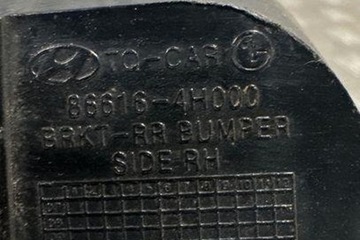 TQ-CAR
86616-4H000
BRKT-RR BUMPER
SIDE RH